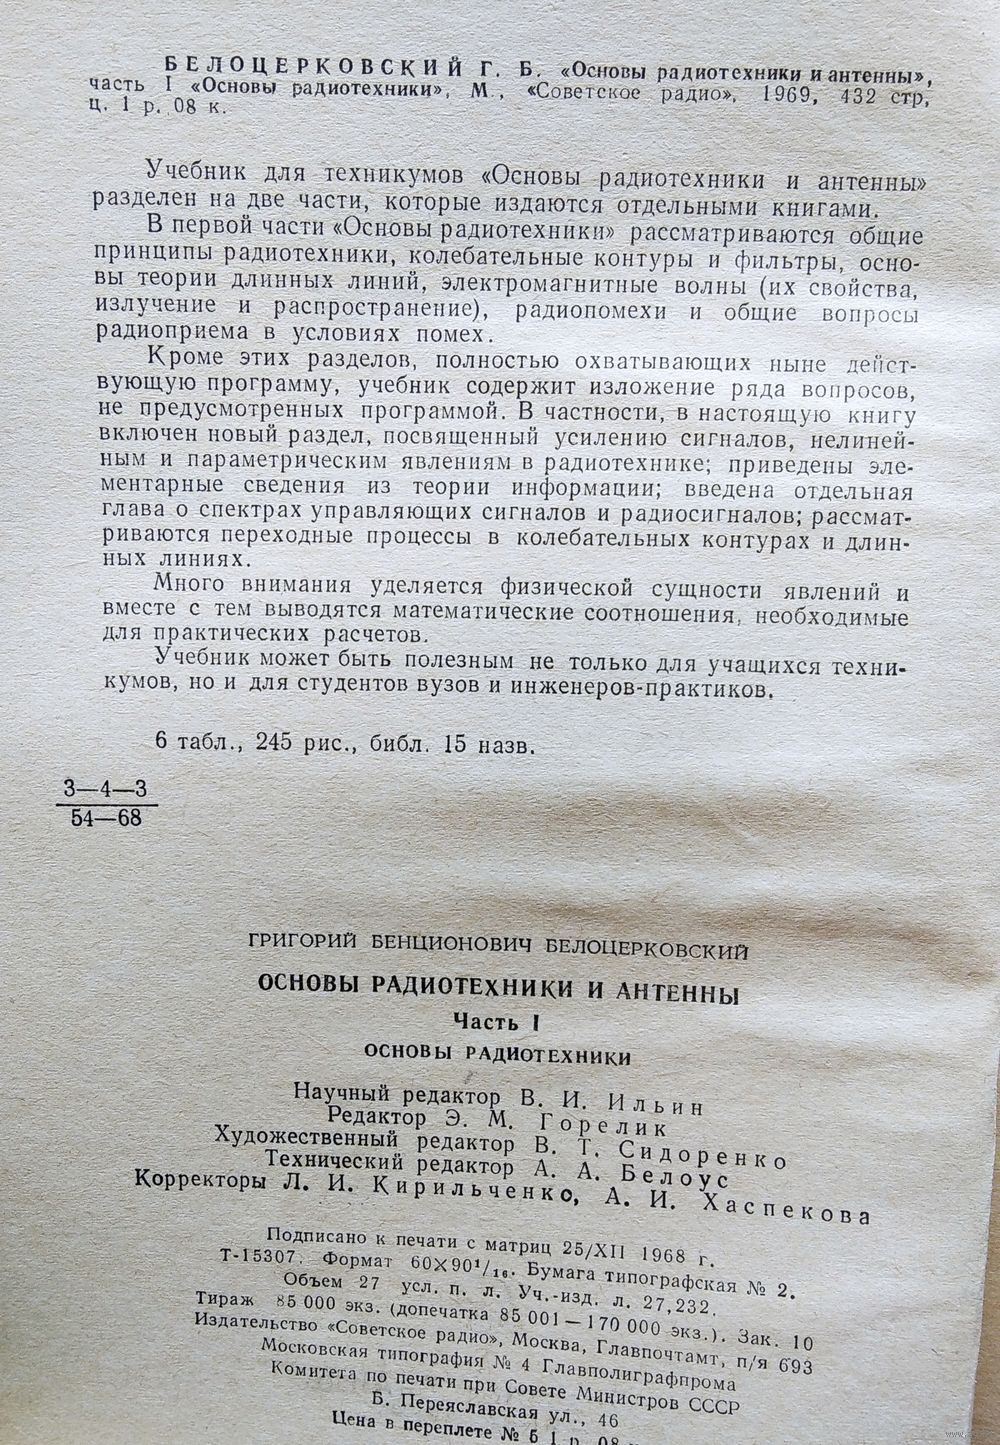 БЕЛОЦЕРКОВСКИЙ Г. Б. «Основы радиотехники и антенны»,
часть I «Основы радиотехники», М., «Советское радио», 1969, 432 стр,
ц. 1 р. 08 к.
Учебник для техникумов «Основы радиотехники и антенны»
разделен на две части, которые издаются отдельными книгами.
В первой части «Основы радиотехники» рассматриваются общие
принципы радиотехники, колебательные контуры и фильтры, осно-
вы теории длинных линий, электромагнитные волны (их свойства,
излучение и распространение), радиопомехи и общие вопросы
радиоприема в условиях помех.
Кроме этих разделов, полностью охватывающих ныне дейст-
вующую программу, учебник содержит изложение ряда вопросов,
не предусмотренных программой. В частности, в настоящую книгу
включен новый раздел, посвященный усилению сигналов, нелиней-
ным и параметрическим явлениям в радиотехнике; приведены эле-
ментарные сведения из теории информации; введена отдельная
глава о спектрах управляющих сигналов и радиосигналов; рассмат-
риваются переходные процессы в колебательных контурах и длин-
ных линиях.
Много внимания уделяется физической сущности явлений и
вместе с тем выводятся математические соотношения, необходимые
для практических расчетов.
Учебник может быть полезным не только для учащихся техни-
кумов, но и для студентов вузов и инженеров-практиков.
6 табл., 245 рис., библ. 15 назв.
3—4—3
54—68
ГРИГОРИЙ БЕНЦИОНОВИЧ БЕЛОЦЕРКОВСКИЙ
ОСНОВЫ РАДИОТЕХНИКИ И АНТЕННЫ
Часть I
ОСНОВЫ РАДИОТЕХНИКИ
Научный редактор В. И. Ильин
Редактор Э. М. Горелик
Художественный редактор В. Т. Сидоренко
Технический редактор А. А. Белоус
Корректоры Л. И. Кирильченко, А. И. Хаспекова
Подписано к печати с матриц 25/XII 1968 г.
Т-15307. Формат 60×90¹/₁₆. Бумага типографская № 2.
Объем 27 усл. п. л. Уч.-изд. л. 27,232.
Тираж 85 000 экз. (допечатка 85 001 — 170 000 экз.). Зак. 10
Издательство «Советское радио», Москва, Главпочтамт, п/я 693
Московская типография № 4 Главполиграфпрома
Комитета по печати при Совете Министров СССР
Б. Переяславская ул., 46
Цена в переплете № 5 1 р. 08